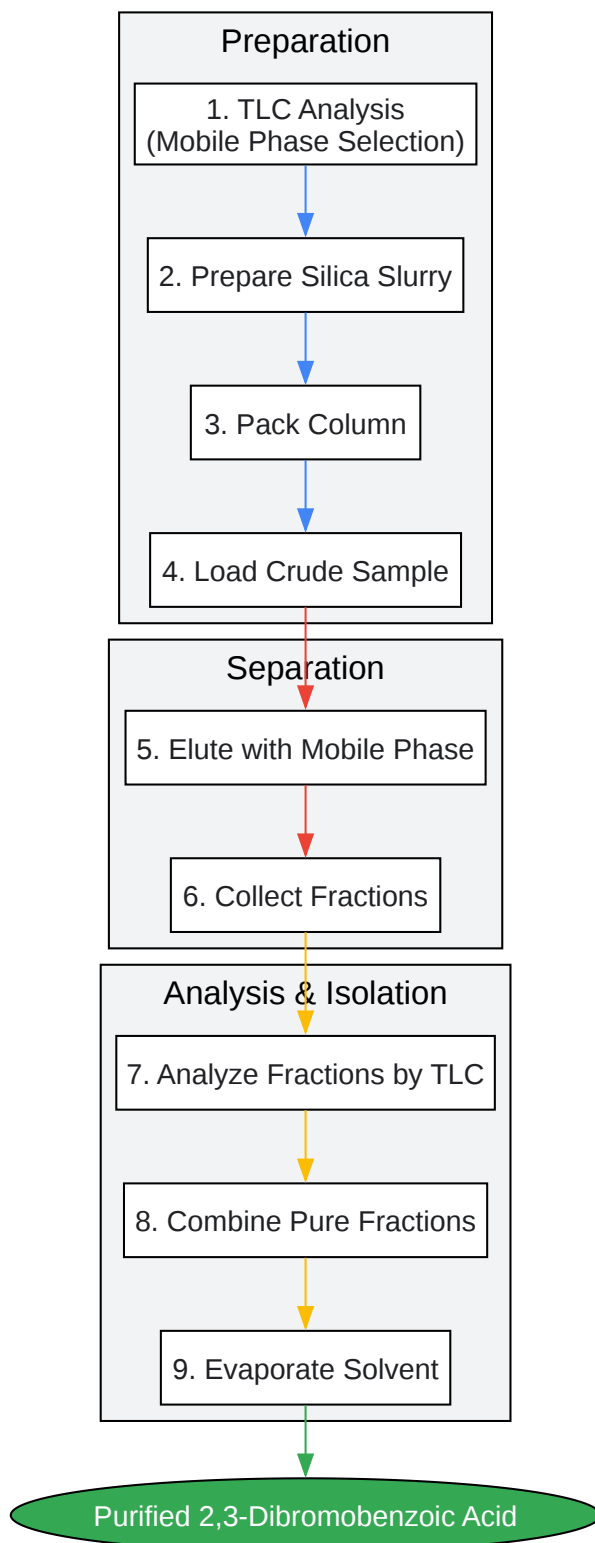 Preparation
1. TLC Analysis
(Mobile Phase Selection)
2. Prepare Silica Slurry
3. Pack Column
4. Load Crude Sample
Separation
5. Elute with Mobile Phase
6. Collect Fractions
Analysis & Isolation
7. Analyze Fractions by TLC
8. Combine Pure Fractions
9. Evaporate Solvent
Purified 2,3-Dibromobenzoic Acid